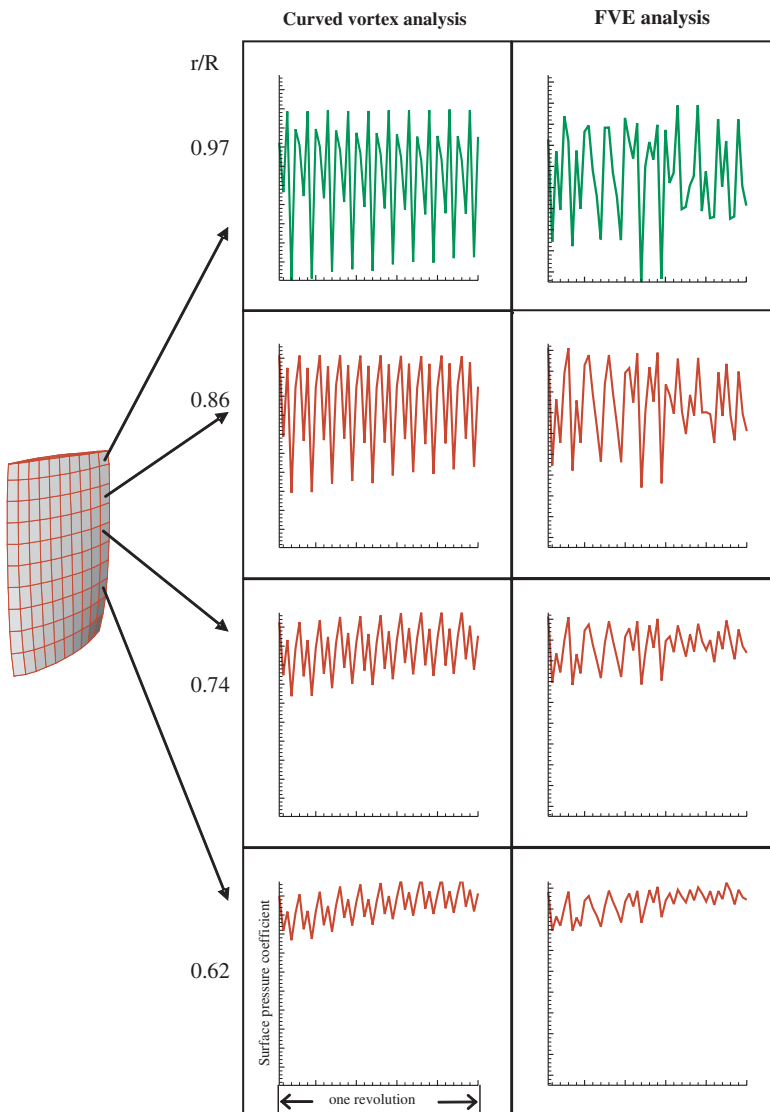 Curved vortex analysis
FVE analysis
r/R
0.97
0.86
0.74
0.62
Surface pressure coefficient
one revolution